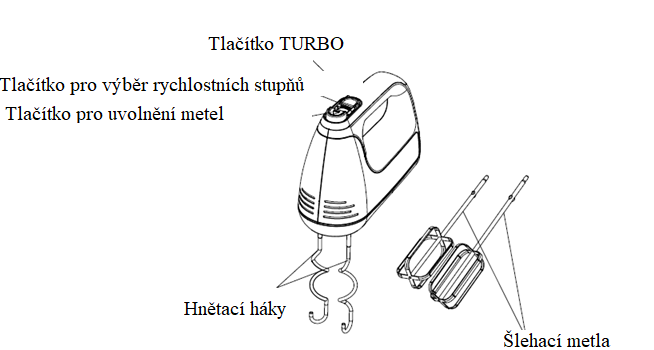 Tlačítko TURBO
Tlačítko pro výběr rychlostních stupňů
Tlačítko pro uvolnění metel
Hnětací háky
Šlehací metla